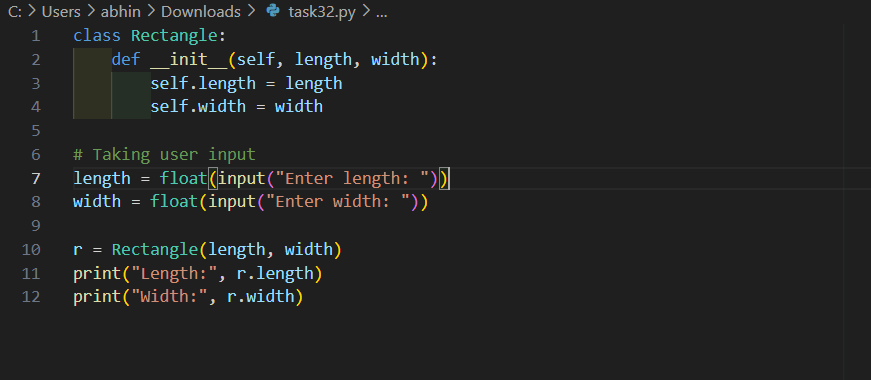 C: > Users > abhin > Downloads > task32.py > ...
1 class Rectangle:
2     def __init__(self, length, width):
3         self.length = length
4         self.width = width
5
6 # Taking user input
7 length = float(input("Enter length: "))
8 width = float(input("Enter width: "))
9
10 r = Rectangle(length, width)
11 print("Length:", r.length)
12 print("Width:", r.width)